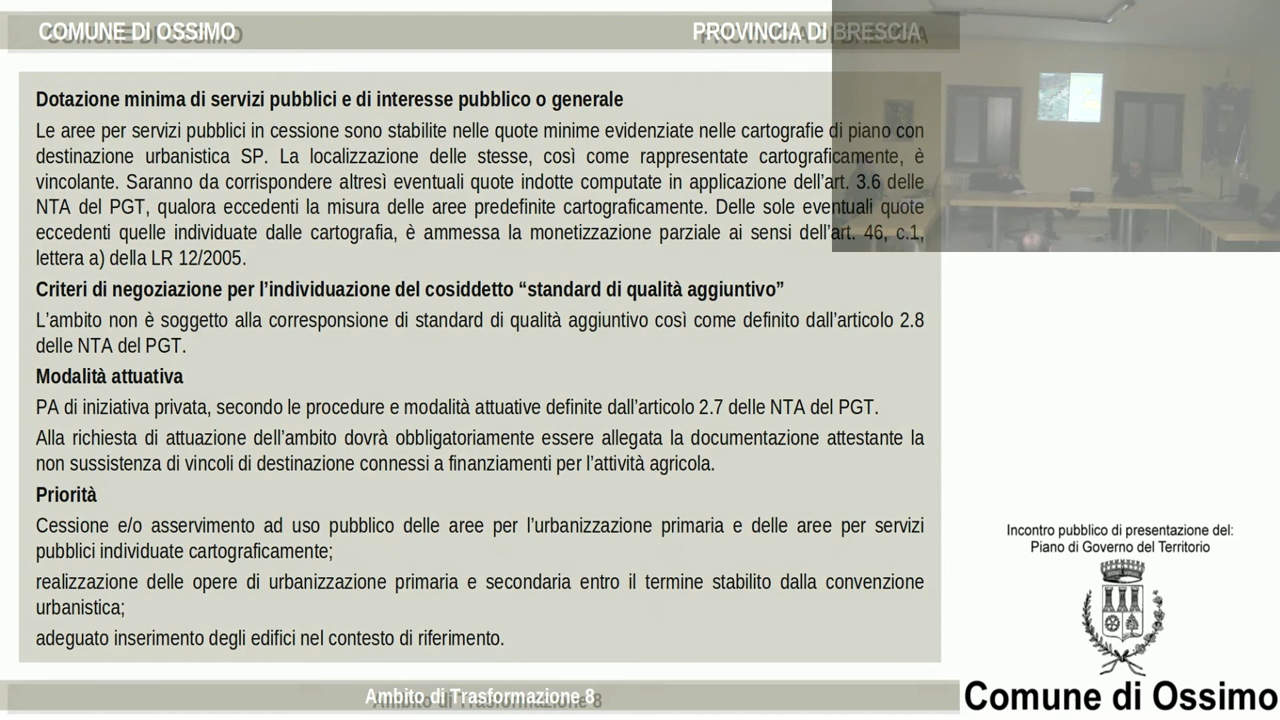 COMUNE DI OSSIMO
PROVINCIA DI BRESCIA
Dotazione minima di servizi pubblici e di interesse pubblico o generale
Le aree per servizi pubblici in cessione sono stabilite nelle quote minime evidenziate nelle cartografie di piano con
destinazione urbanistica SP. La localizzazione delle stesse, così come rappresentate cartograficamente, è
vincolante. Saranno da corrispondere altresì eventuali quote indotte computate in applicazione dell'art. 3.6 delle
NTA del PGT, qualora eccedenti la misura delle aree predefinite cartograficamente. Delle sole eventuali quote
eccedenti quelle individuate dalle cartografia, è ammessa la monetizzazione parziale ai sensi dell'art. 46, c.1,
lettera a) della LR 12/2005.
Criteri di negoziazione per l'individuazione del cosiddetto “standard di qualità aggiuntivo”
L'ambito non è soggetto alla corresponsione di standard di qualità aggiuntivo così come definito dall'articolo 2.8
delle NTA del PGT.
Modalità attuativa
PA di iniziativa privata, secondo le procedure e modalità attuative definite dall'articolo 2.7 delle NTA del PGT.
Alla richiesta di attuazione dell'ambito dovrà obbligatoriamente essere allegata la documentazione attestante la
non sussistenza di vincoli di destinazione connessi a finanziamenti per l'attività agricola.
Priorità
Cessione e/o asservimento ad uso pubblico delle aree per l'urbanizzazione primaria e delle aree per servizi
pubblici individuate cartograficamente;
realizzazione delle opere di urbanizzazione primaria e secondaria entro il termine stabilito dalla convenzione
urbanistica;
adeguato inserimento degli edifici nel contesto di riferimento.
Ambito di Trasformazione 8
Incontro pubblico di presentazione del:
Piano di Governo del Territorio
Comune di Ossimo